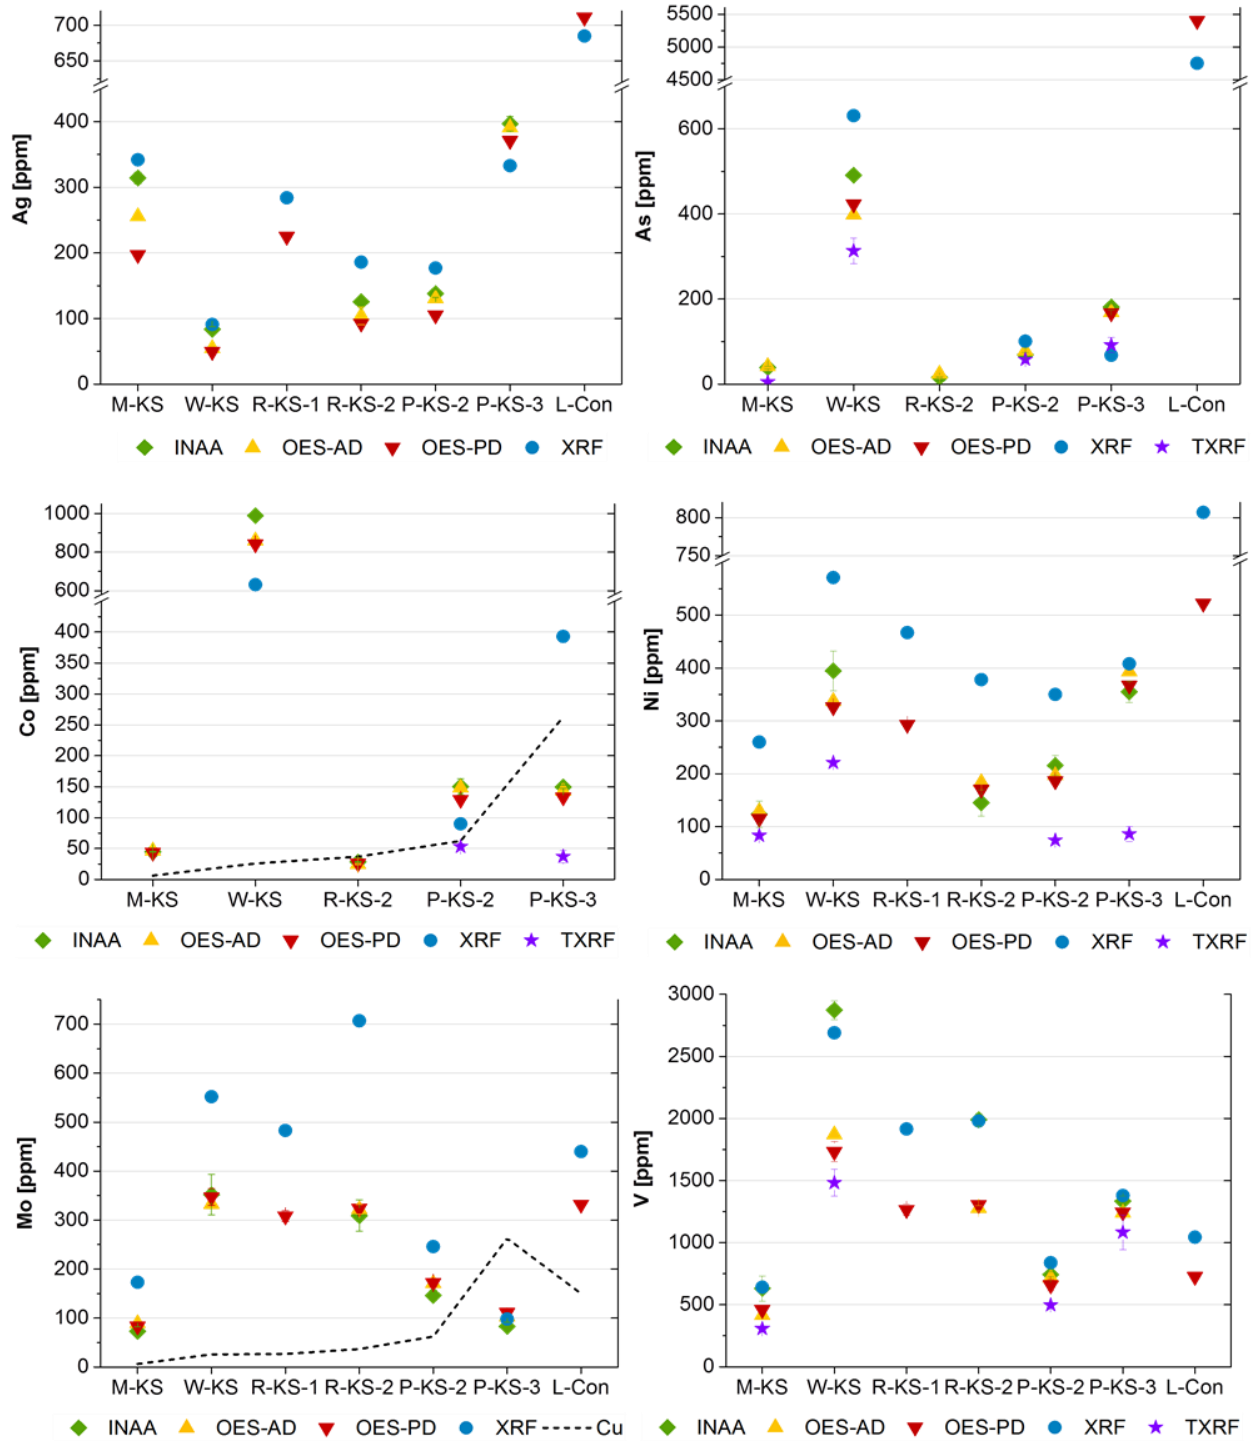 700
650
400
300
200
100
0
Ag [ppm]
M-KS W-KS R-KS-1 R-KS-2 P-KS-2 P-KS-3 L-Con
INAA OES-AD OES-PD XRF
5500
5000
4500
600
400
200
0
As [ppm]
M-KS W-KS R-KS-2 P-KS-2 P-KS-3 L-Con
INAA OES-AD OES-PD XRF TXRF
1000
800
600
400
350
300
250
200
150
100
50
0
Co [ppm]
M-KS W-KS R-KS-2 P-KS-2 P-KS-3
INAA OES-AD OES-PD XRF TXRF
800
750
500
400
300
200
100
0
Ni [ppm]
M-KS W-KS R-KS-1 R-KS-2 P-KS-2 P-KS-3 L-Con
INAA OES-AD OES-PD XRF TXRF
700
600
500
400
300
200
100
0
Mo [ppm]
M-KS W-KS R-KS-1 R-KS-2 P-KS-2 P-KS-3 L-Con
INAA OES-AD OES-PD XRF Cu
3000
2500
2000
1500
1000
500
0
V [ppm]
M-KS W-KS R-KS-1 R-KS-2 P-KS-2 P-KS-3 L-Con
INAA OES-AD OES-PD XRF TXRF